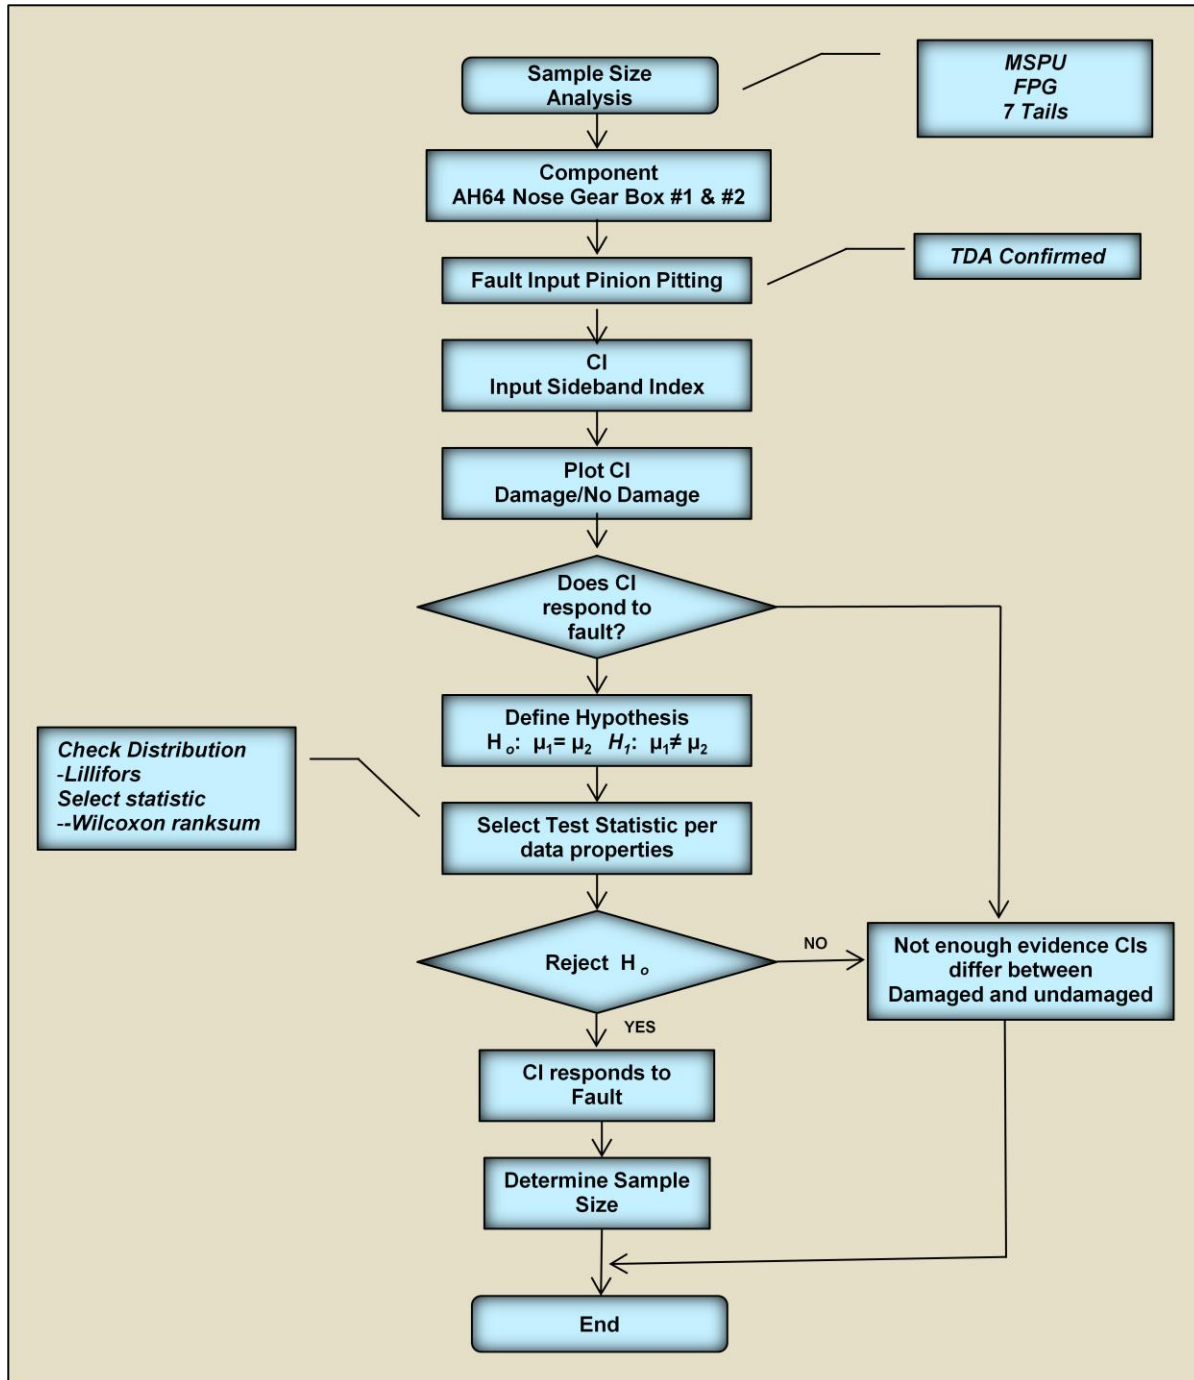 Sample Size
Analysis
MSPU
FPG
7 Tails
Component
AH64 Nose Gear Box #1 & #2
Fault Input Pinion Pitting
TDA Confirmed
CI
Input Sideband Index
Plot CI
Damage/No Damage
Does CI
respond to
fault?
Define Hypothesis
H o: μ1= μ2 H1: μ1≠ μ2
Check Distribution
-Lillifors
Select statistic
--Wilcoxon ranksum
Select Test Statistic per
data properties
Reject H o
NO
Not enough evidence CIs
differ between
Damaged and undamaged
YES
CI responds to
Fault
Determine Sample
Size
End